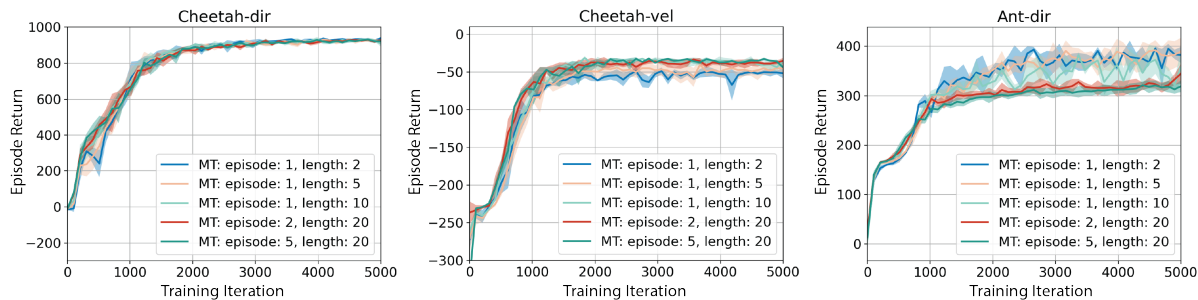 Cheetah-dir
Episode Return
1000
800
600
400
200
0
−200
0
1000
2000
3000
4000
5000
Training Iteration
MT: episode: 1, length: 2
MT: episode: 1, length: 5
MT: episode: 1, length: 10
MT: episode: 2, length: 20
MT: episode: 5, length: 20
Cheetah-vel
Episode Return
0
−50
−100
−150
−200
−250
−300
0
1000
2000
3000
4000
5000
Training Iteration
MT: episode: 1, length: 2
MT: episode: 1, length: 5
MT: episode: 1, length: 10
MT: episode: 2, length: 20
MT: episode: 5, length: 20
Ant-dir
Episode Return
400
300
200
100
0
0
1000
2000
3000
4000
5000
Training Iteration
MT: episode: 1, length: 2
MT: episode: 1, length: 5
MT: episode: 1, length: 10
MT: episode: 2, length: 20
MT: episode: 5, length: 20